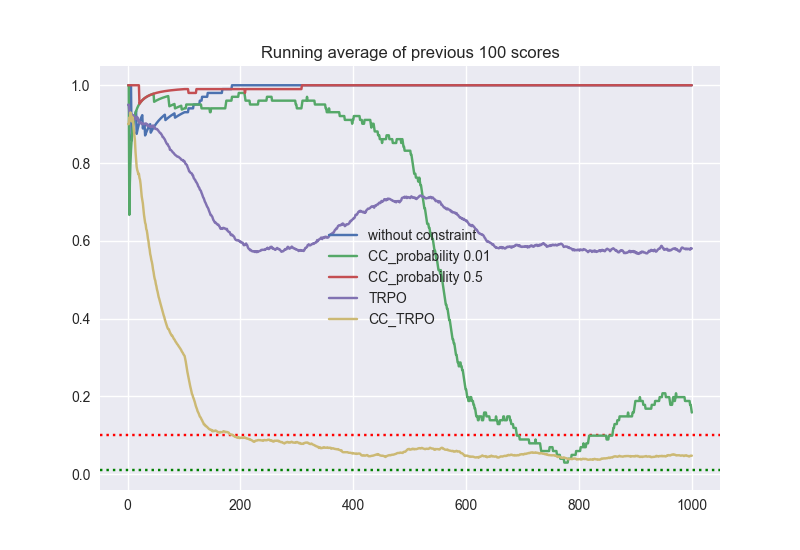 Running average of previous 100 scores
1.0
0.8
0.6
0.4
0.2
0.0
without constraint
CC_probability 0.01
CC_probability 0.5
TRPO
CC_TRPO
0 200 400 600 800 1000